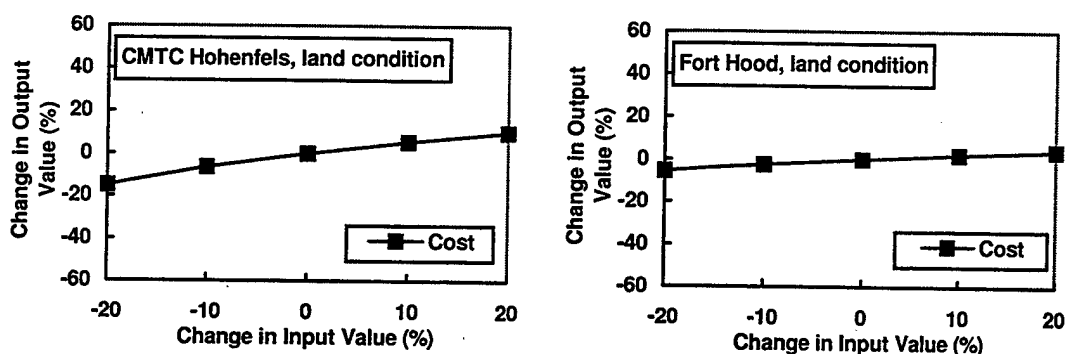 60
40
20
0
-20
-40
-60
Change in Output
Value (%)
CMTC Hohenfels, land condition
Cost
-20 -10 0 10 20
Change in Input Value (%)
60
40
20
0
-20
-40
-60
Change in Output
Value (%)
Fort Hood, land condition
Cost
-20 -10 0 10 20
Change in Input Value (%)